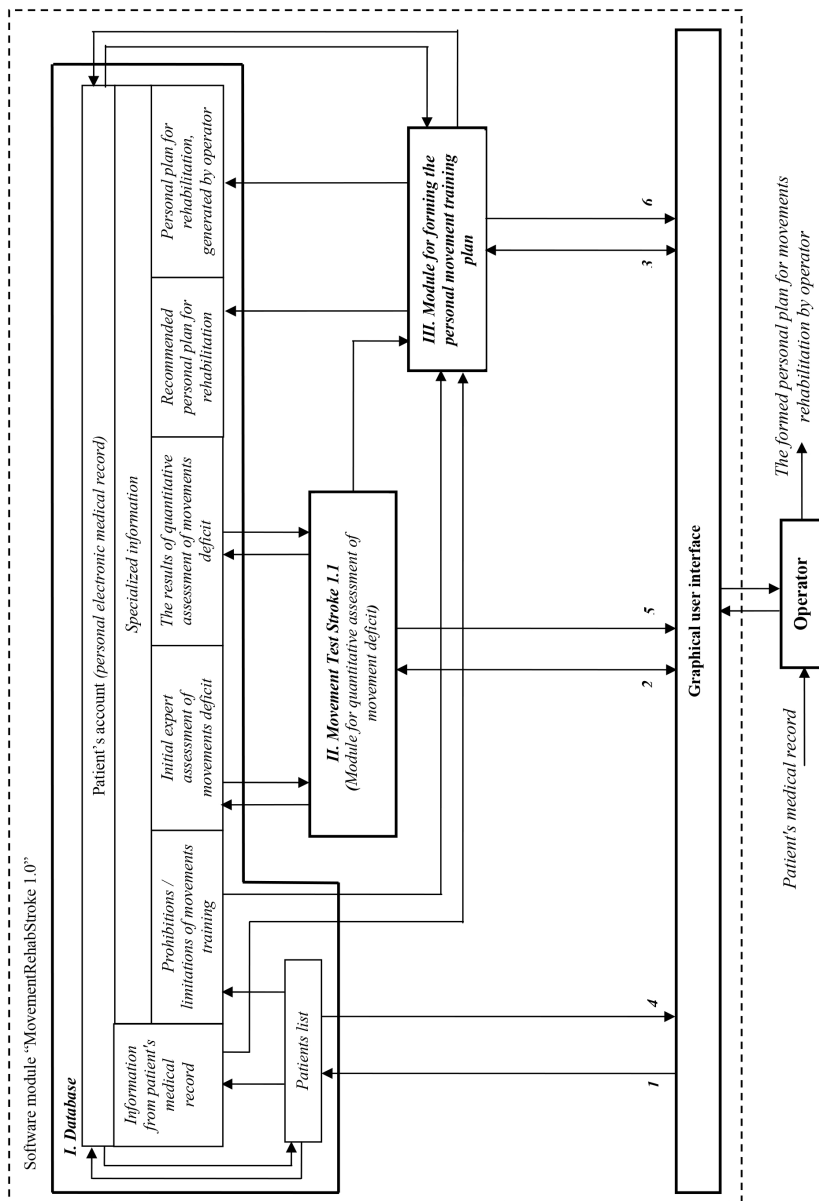 Software module “MovementRehabStroke 1.0”
I. Database
Patient’s account (personal electronic medical record)
Specialized information
Information
from patient's
medical
record
Prohibitions /
limitations of movements
training
Initial expert
assessment of
movements deficit
The results of quantitative
assessment of movements
deficit
Recommended
personal plan for
rehabilitation
Personal plan for
rehabilitation,
generated by operator
Patients list
II. Movement Test Stroke 1.1
(Module for quantitative assessment of
movement deficit)
III. Module for forming the
personal movement training
plan
1
4
2
5
3
6
Graphical user interface
Patient's medical record
Operator
The formed personal plan for movements
rehabilitation by operator